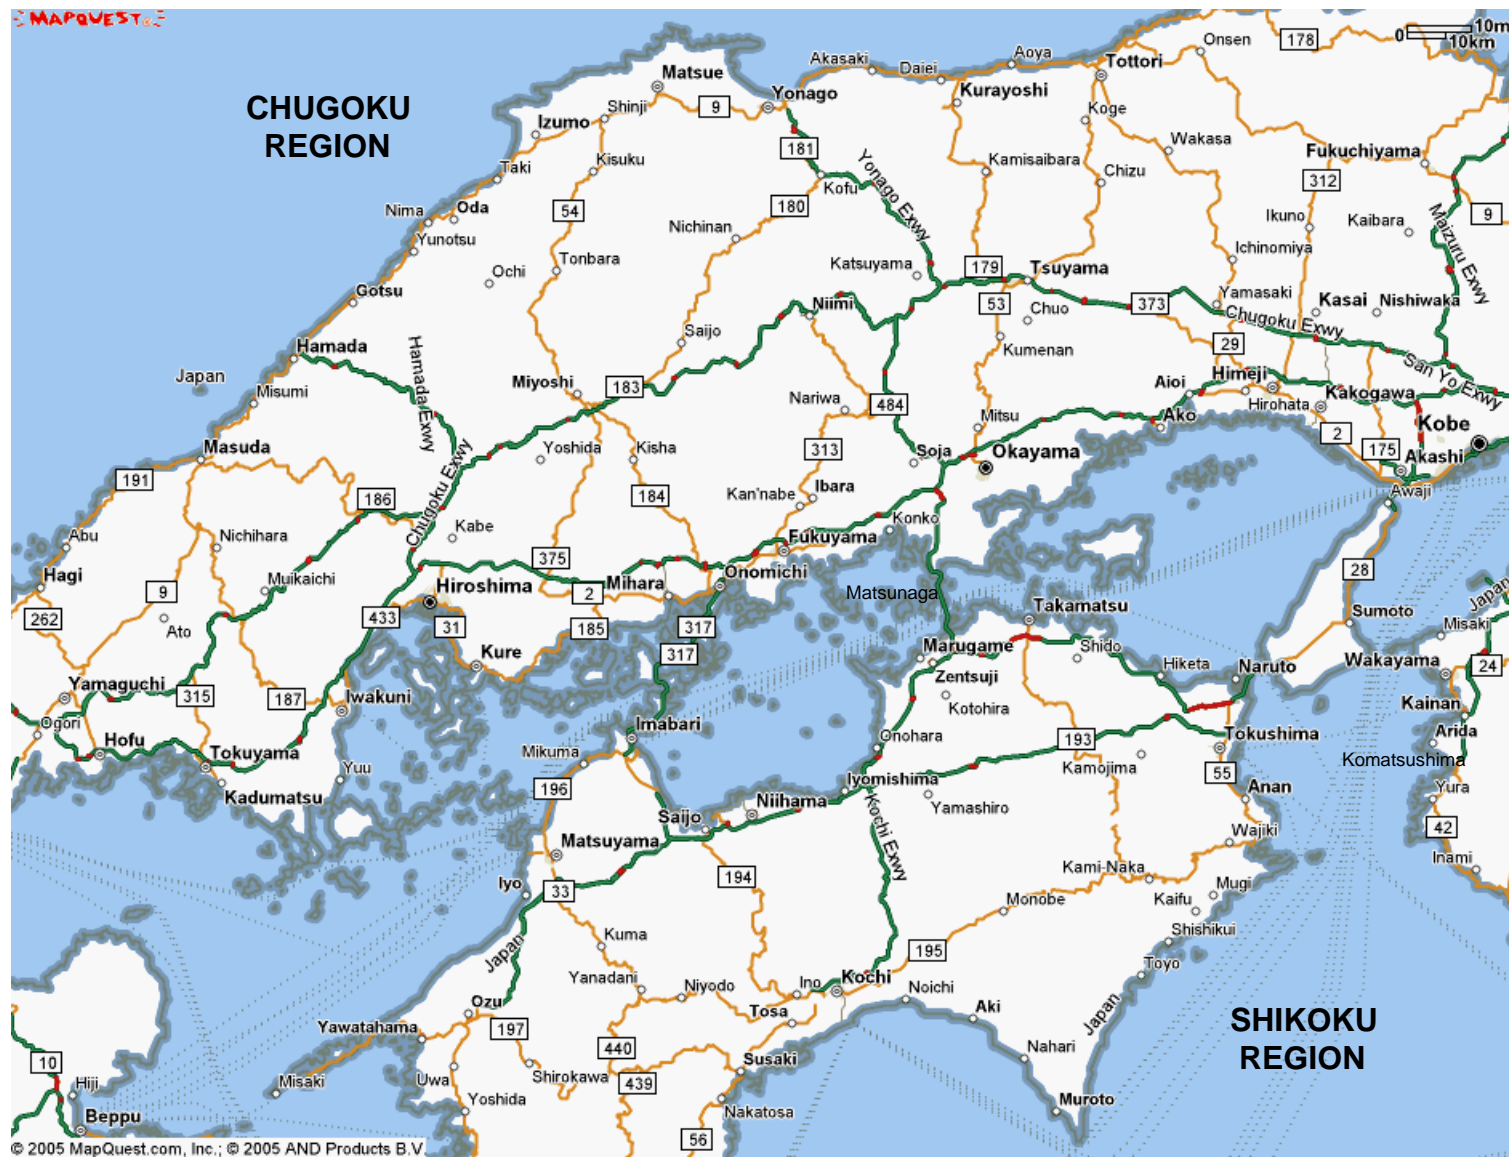 MAPQUEST
10m
0
10km
CHUGOKU
REGION
Matsue
Yonago
Akasaki
Daiei
Aoya
Tottori
Onsen
178
Shinji
9
Izumo
Kurayoshi
Koge
Wakasa
Fukuchiyama
Taki
Kisuku
181
Kofu
Yonago Exwy
Kamisaibara
Chizu
312
Nima
Oda
54
180
Nichinan
Ikuno
Kaibara
9
Yunotsu
Ochi
Tonbara
Katsuyama
179
Tsuyama
Ichinomiya
Maizuru Exwy
Gotsu
Niimi
53
Chuo
373
Yamasaki
Kasai
Nishiwaka
Chugoku Exwy
Hamada
Hamada Exwy
Saijo
Kumenan
29
San Yo Exwy
Japan
Misumi
Miyoshi
183
Nariwa
484
Aioi
Himeji
Hirohata
Kakogawa
Mitsu
Ako
2
Kobe
Masuda
Yoshida
Kisha
313
Soja
Okayama
175
Akashi
191
186
Chugoku Exwy
184
Kan'nabe
Ibara
Awaji
Abu
Nichihara
Kabe
Konko
Fukuyama
375
Hagi
Muikaichi
Hiroshima
Mihara
Onomichi
28
9
2
Matsunaga
Takamatsu
Sumoto
Japan
262
Ato
433
31
185
317
Misaki
317
Marugame
Shido
Kure
Hiketa
Naruto
Wakayama
24
Yamaguchi
315
187
Iwakuni
Zentsuji
Kotohira
Kainan
Ogori
Hofu
Tokuyama
Imabari
Onohara
193
Tokushima
Arida
Mikuma
Kamojima
Komatsushima
Yuu
196
Iyomishima
55
Kadumatsu
Niihama
Yamashiro
Anan
Yura
Saijo
Kochi Exwy
Wajiki
42
Matsuyama
194
Kami-Naka
Inami
Iyo
33
Monobe
Mugi
Kaifu
Kuma
Shishikui
Japan
195
Yanadani
Toyo
Niyodo
Ino
Kochi
Noichi
Ozu
Tosa
Aki
Japan
SHIKOKU
REGION
Yawatahama
197
440
Susaki
Nahari
10
Hiji
Misaki
Uwa
Shirokawa
439
Beppu
Yoshida
Nakatosa
Muroto
56
© 2005 MapQuest.com, Inc.; © 2005 AND Products B.V.